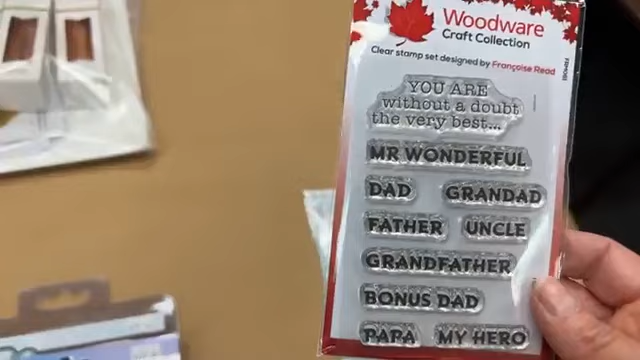 Woodware
Craft Collection
Clear stamp set designed by Françoise Read
YOU ARE
without a doubt
the very best...
MR WONDERFUL
DAD GRANDAD
FATHER UNCLE
GRANDFATHER
BONUS DAD
PAPA MY HERO